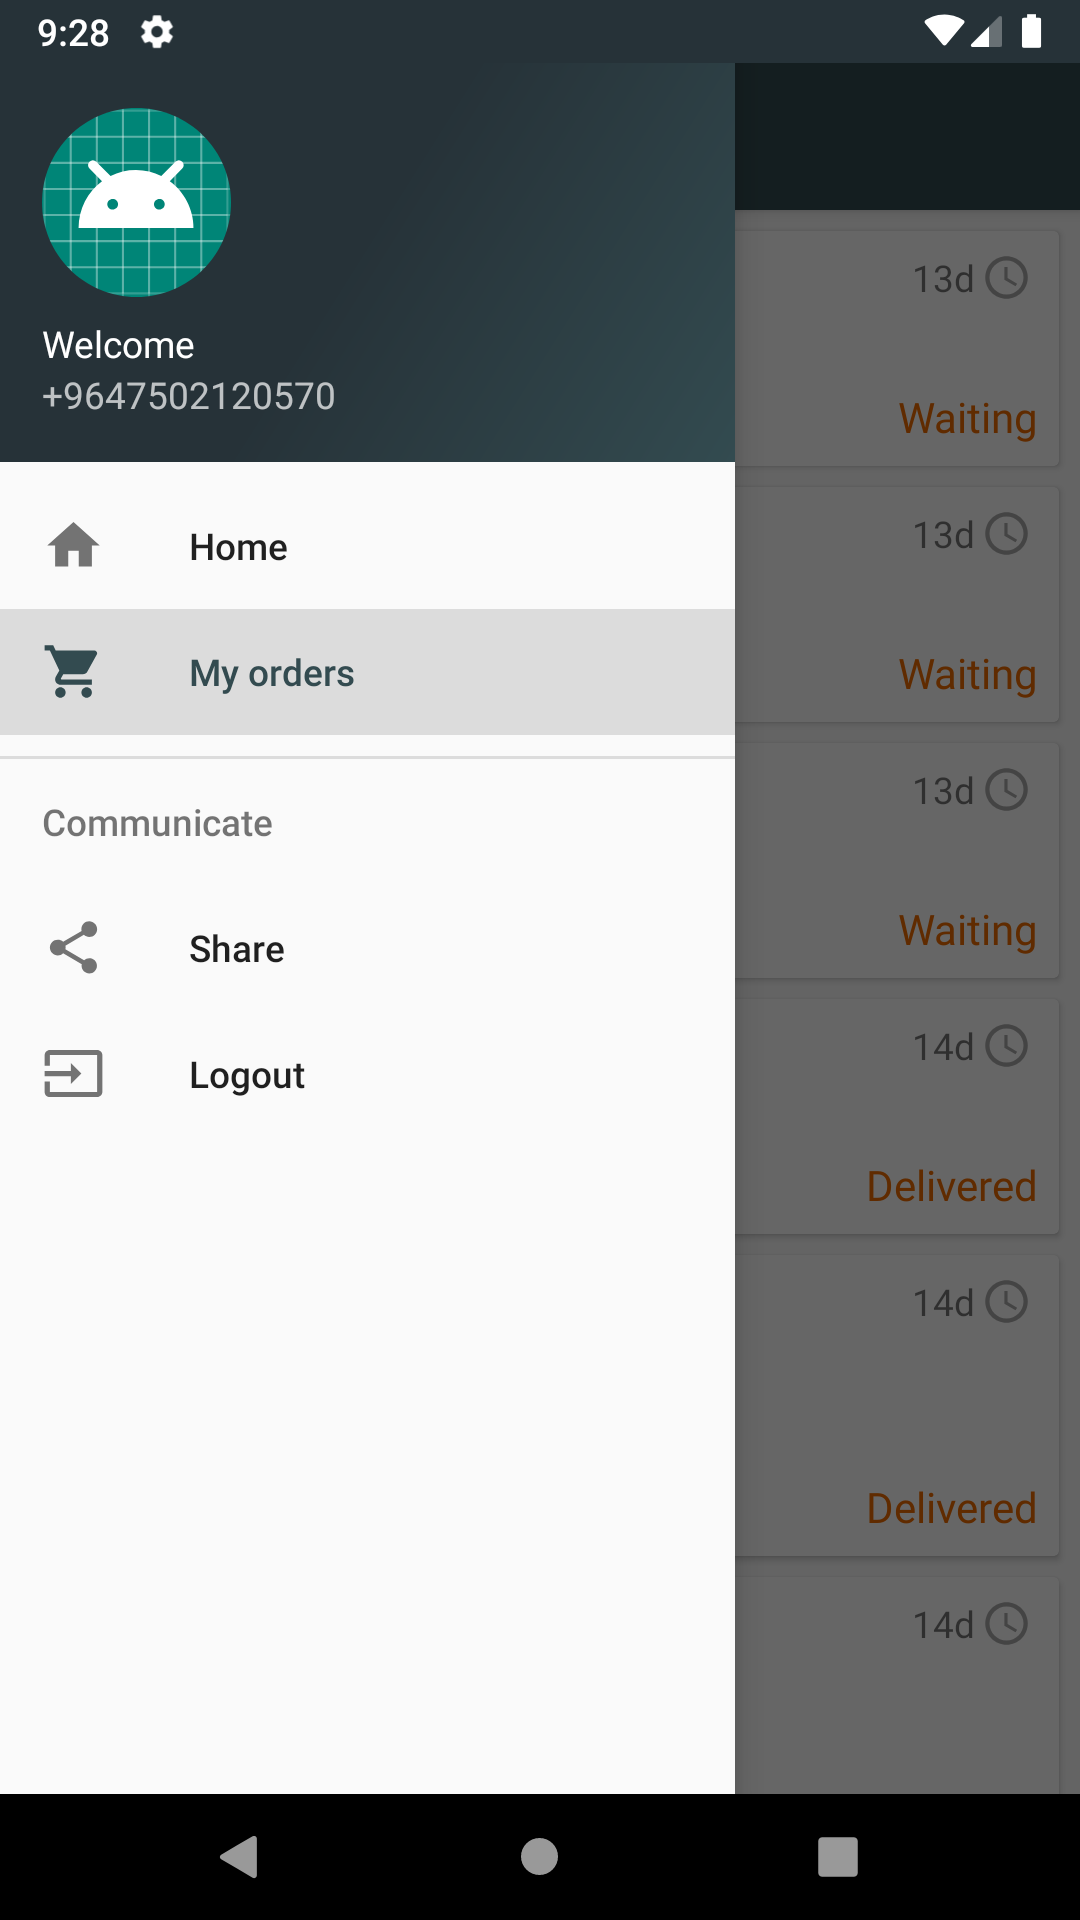 9:28
13d
Waiting
Welcome
+9647502120570
Home
13d
Waiting
My orders
13d
Communicate
Waiting
Share
14d
Logout
Delivered
14d
Delivered
14d